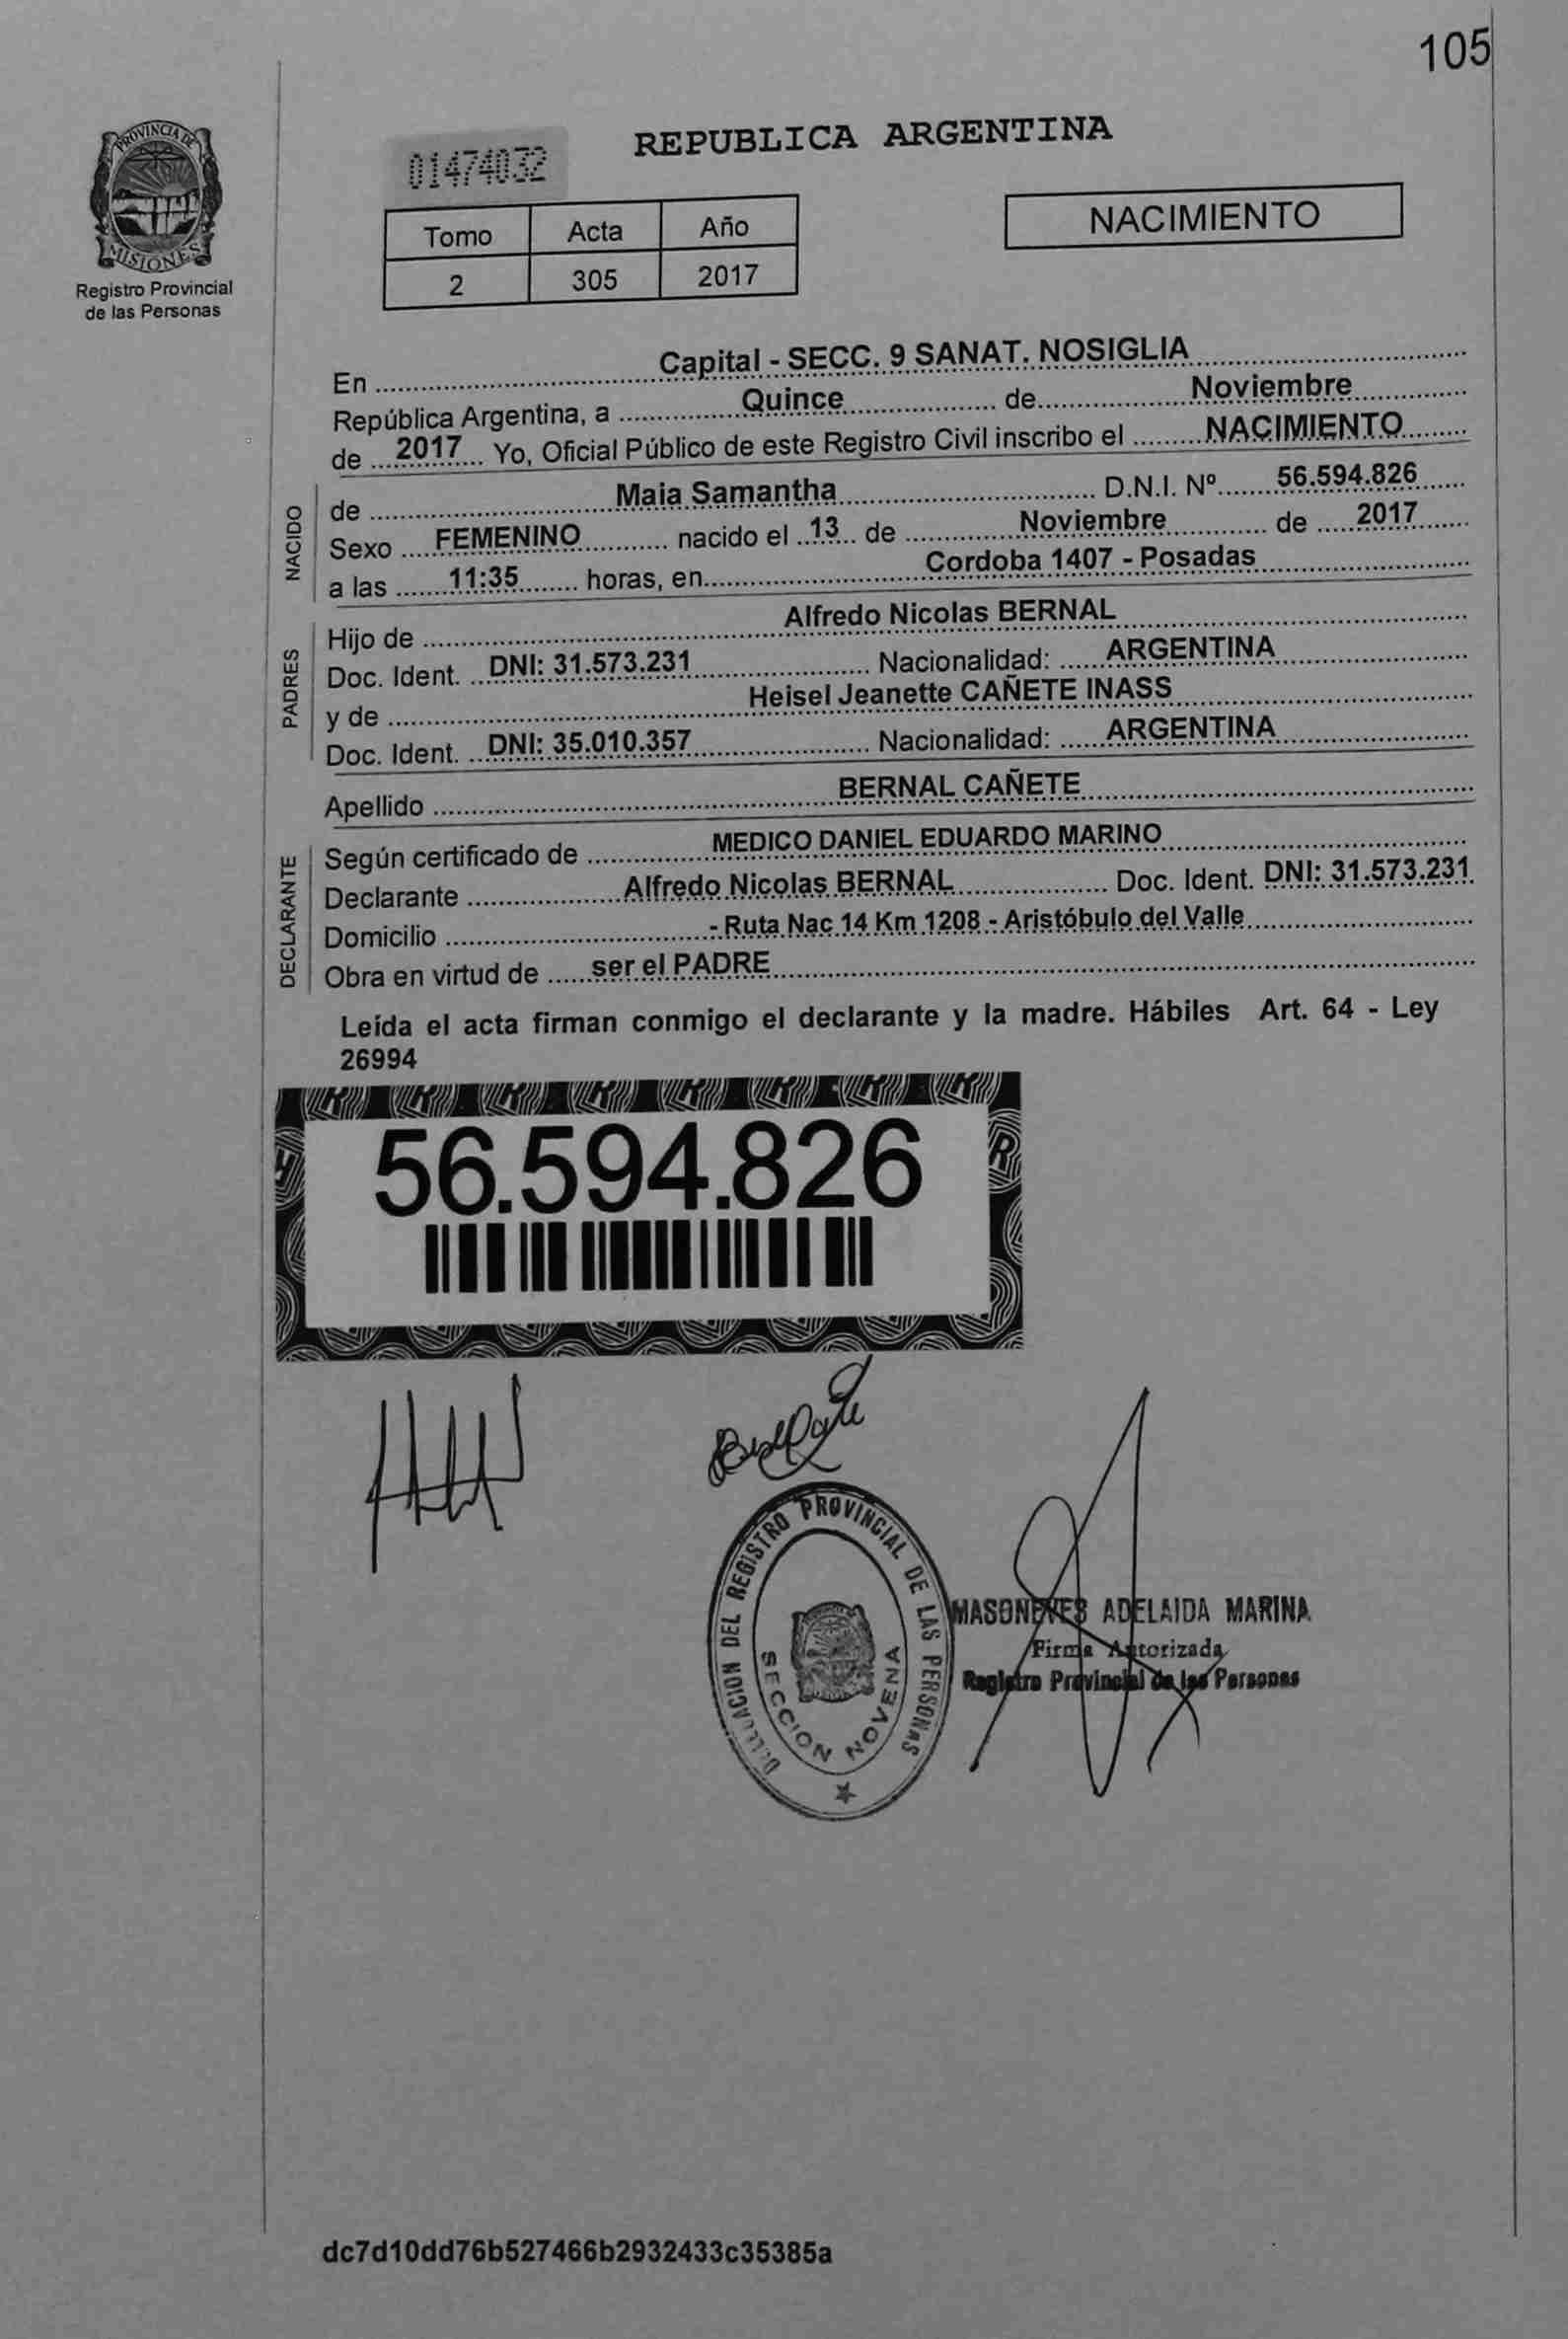 105
PROVINCIA DE
MISIONES
Registro Provincial
de las Personas
01474032
REPUBLICA ARGENTINA
Tomo Acta Año
2 305 2017
NACIMIENTO
En Capital - SECC. 9 SANAT. NOSIGLIA
República Argentina, a Quince de Noviembre
de 2017 Yo, Oficial Público de este Registro Civil inscribo el NACIMIENTO
NACIDO
de Maia Samantha D.N.I. Nº 56.594.826
Sexo FEMENINO nacido el 13 de Noviembre de 2017
a las 11:35 horas, en Cordoba 1407 - Posadas
PADRES
Hijo de Alfredo Nicolas BERNAL
Doc. Ident. DNI: 31.573.231 Nacionalidad: ARGENTINA
y de Heisel Jeanette CAÑETE INASS
Doc. Ident. DNI: 35.010.357 Nacionalidad: ARGENTINA
Apellido BERNAL CAÑETE
DECLARANTE
Según certificado de MEDICO DANIEL EDUARDO MARINO
Declarante Alfredo Nicolas BERNAL Doc. Ident. DNI: 31.573.231
Domicilio - Ruta Nac 14 Km 1208 - Aristóbulo del Valle
Obra en virtud de ser el PADRE
Leída el acta firman conmigo el declarante y la madre. Hábiles Art. 64 - Ley
26994
56.594.826
DELEGACION DEL REGISTRO PROVINCIAL DE LAS PERSONAS
SECCION NOVENA
MASONEVES ADELAIDA MARINA
Firma Autorizada
Registro Provincial de las Personas
dc7d10dd76b527466b2932433c35385a